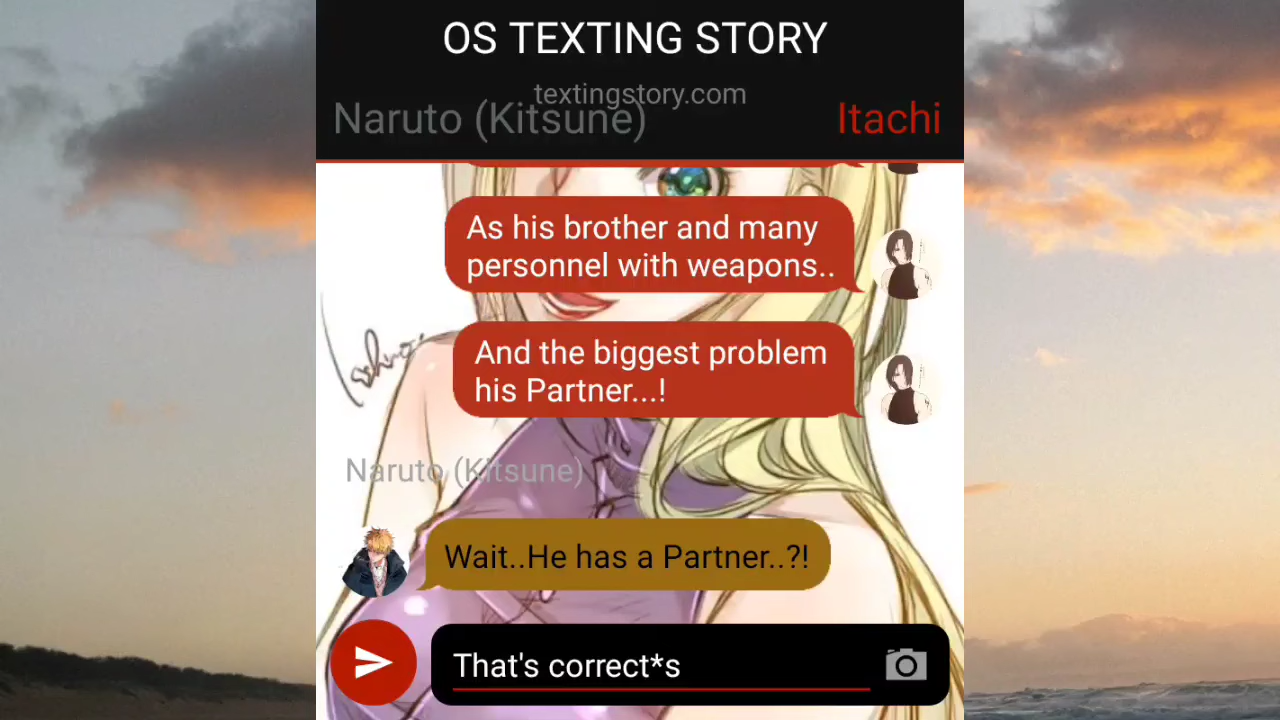 OS TEXTING STORY
textingstory.com
Naruto (Kitsune)
Itachi
As his brother and many
personnel with weapons..
And the biggest problem
his Partner...!
Naruto (Kitsune)
Wait..He has a Partner..?!
That's correct*s